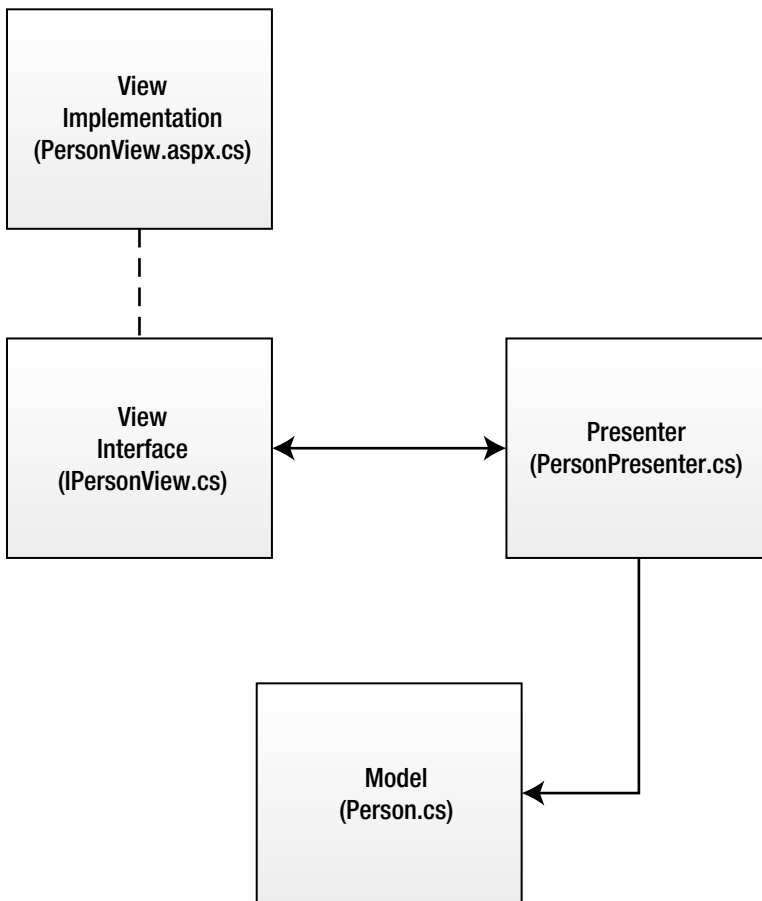 View
Implementation
(PersonView.aspx.cs)
View
Interface
(IPersonView.cs)
Presenter
(PersonPresenter.cs)
Model
(Person.cs)